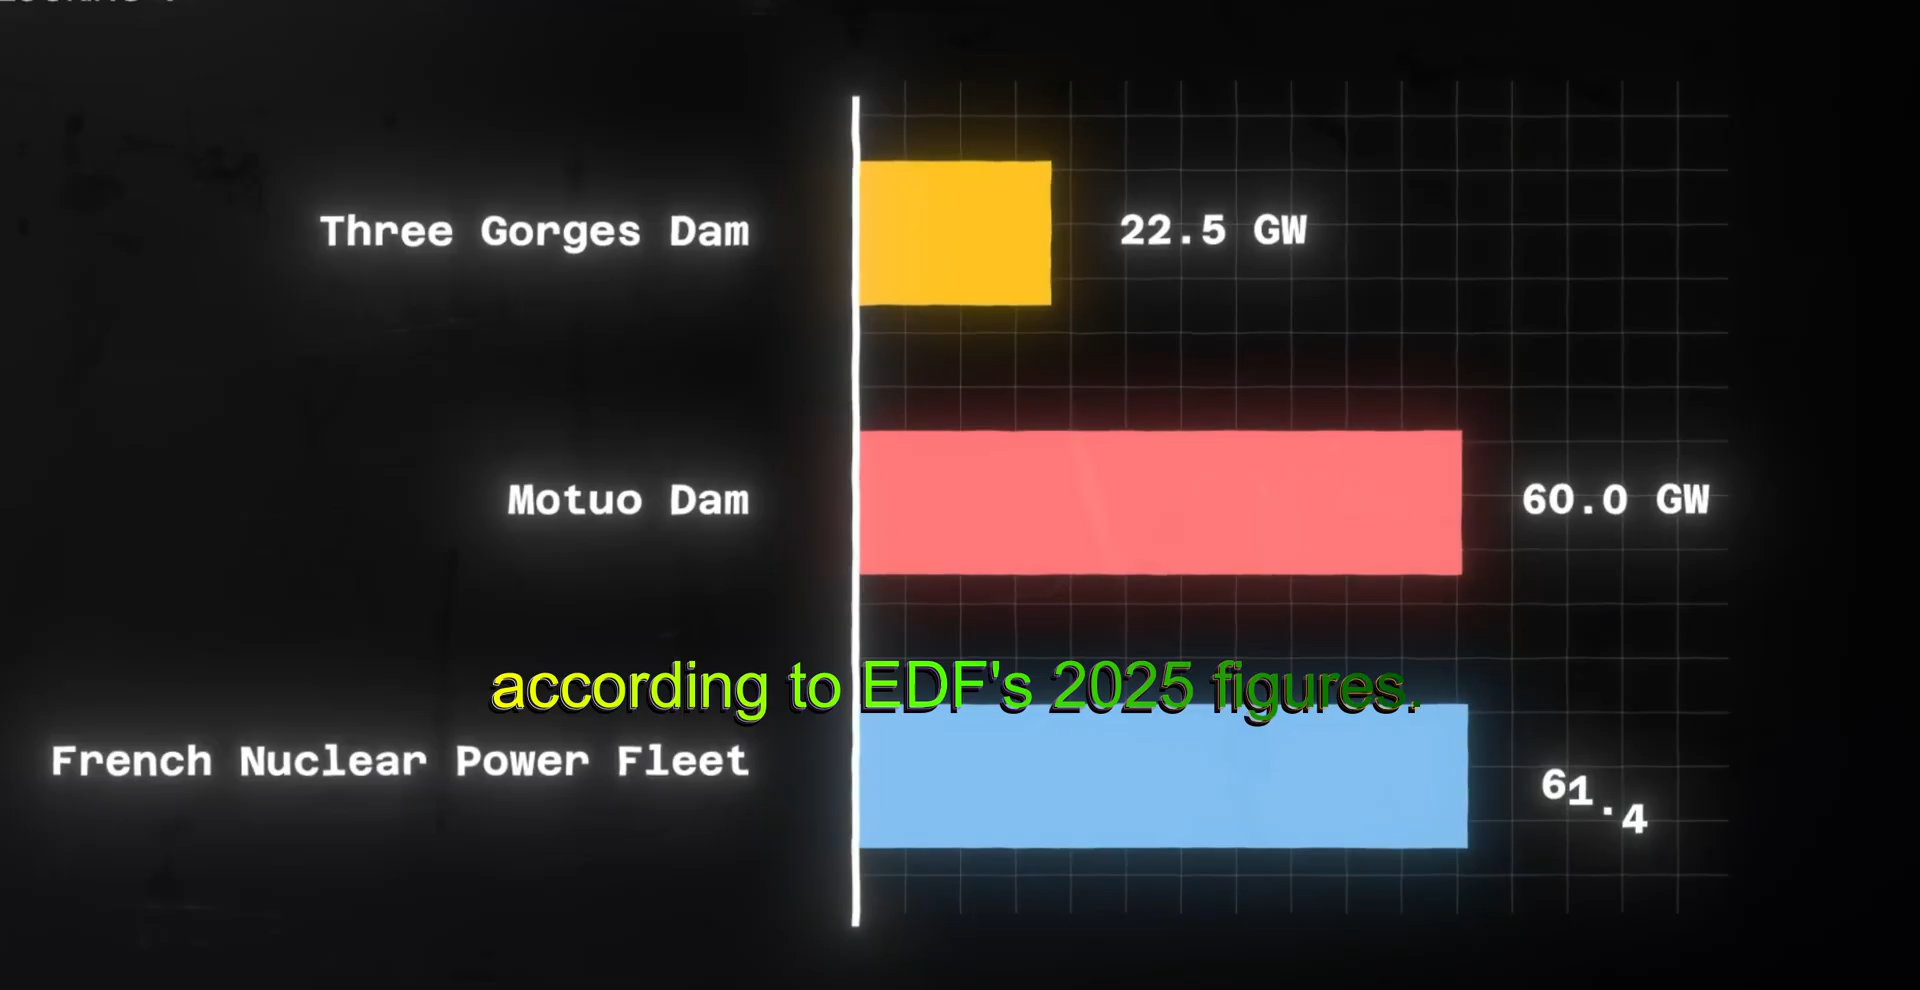 Three Gorges Dam
22.5 GW
Motuo Dam
60.0 GW
according to EDF's 2025 figures.
French Nuclear Power Fleet
61.4